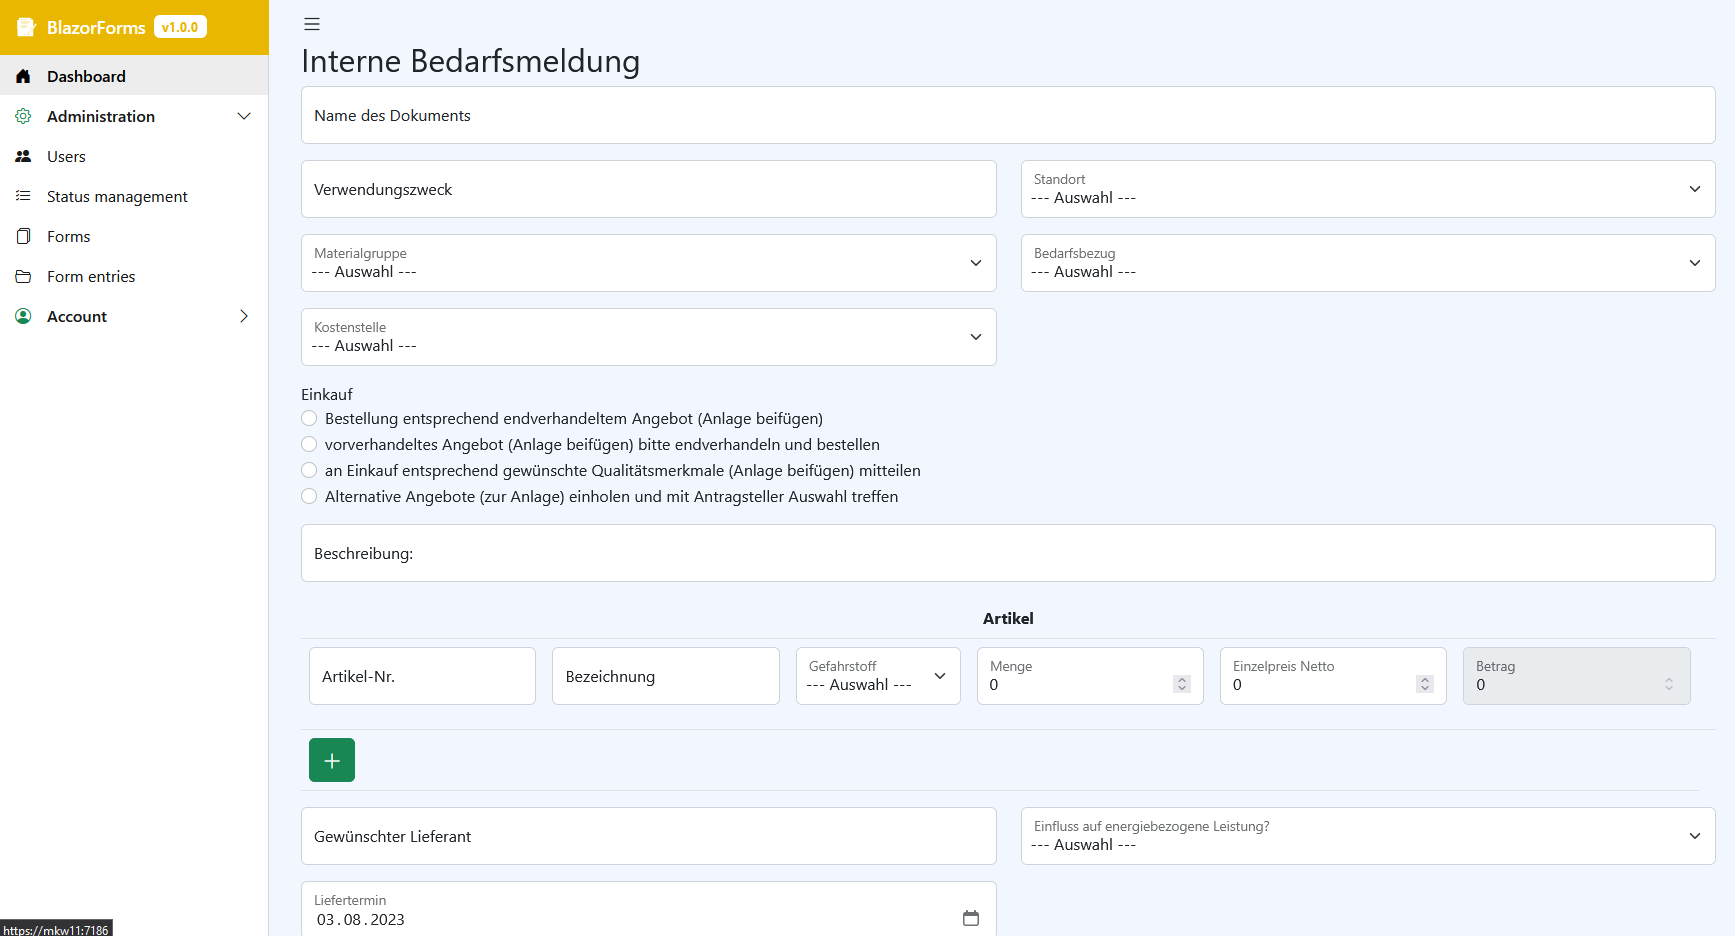 BlazorForms v1.0.0
Dashboard
Administration
Users
Status management
Forms
Form entries
Account
https://mkw11:7186
Interne Bedarfsmeldung
Name des Dokuments
Verwendungszweck
Standort
--- Auswahl ---
Materialgruppe
--- Auswahl ---
Bedarfsbezug
--- Auswahl ---
Kostenstelle
--- Auswahl ---
Einkauf
Bestellung entsprechend endverhandeltem Angebot (Anlage beifügen)
vorverhandeltes Angebot (Anlage beifügen) bitte endverhandeln und bestellen
an Einkauf entsprechend gewünschte Qualitätsmerkmale (Anlage beifügen) mitteilen
Alternative Angebote (zur Anlage) einholen und mit Antragsteller Auswahl treffen
Beschreibung:
Artikel
Artikel-Nr.
Bezeichnung
Gefahrstoff
--- Auswahl ---
Menge
0
Einzelpreis Netto
0
Betrag
0
Gewünschter Lieferant
Einfluss auf energiebezogene Leistung?
--- Auswahl ---
Liefertermin
03.08.2023